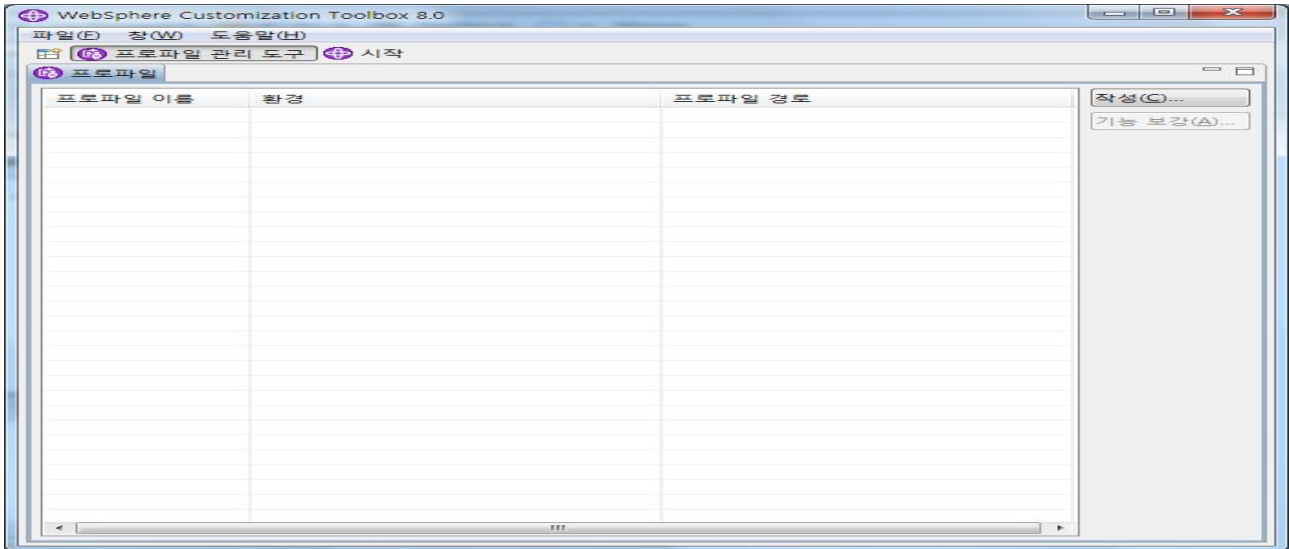 WebSphere Customization Toolbox 8.0
파일(F) 창(W) 도움말(H)
프로파일 관리 도구 시작
프로파일
프로파일 이름 환경 프로파일 경로
작성(C)...
기능 보강(A)...